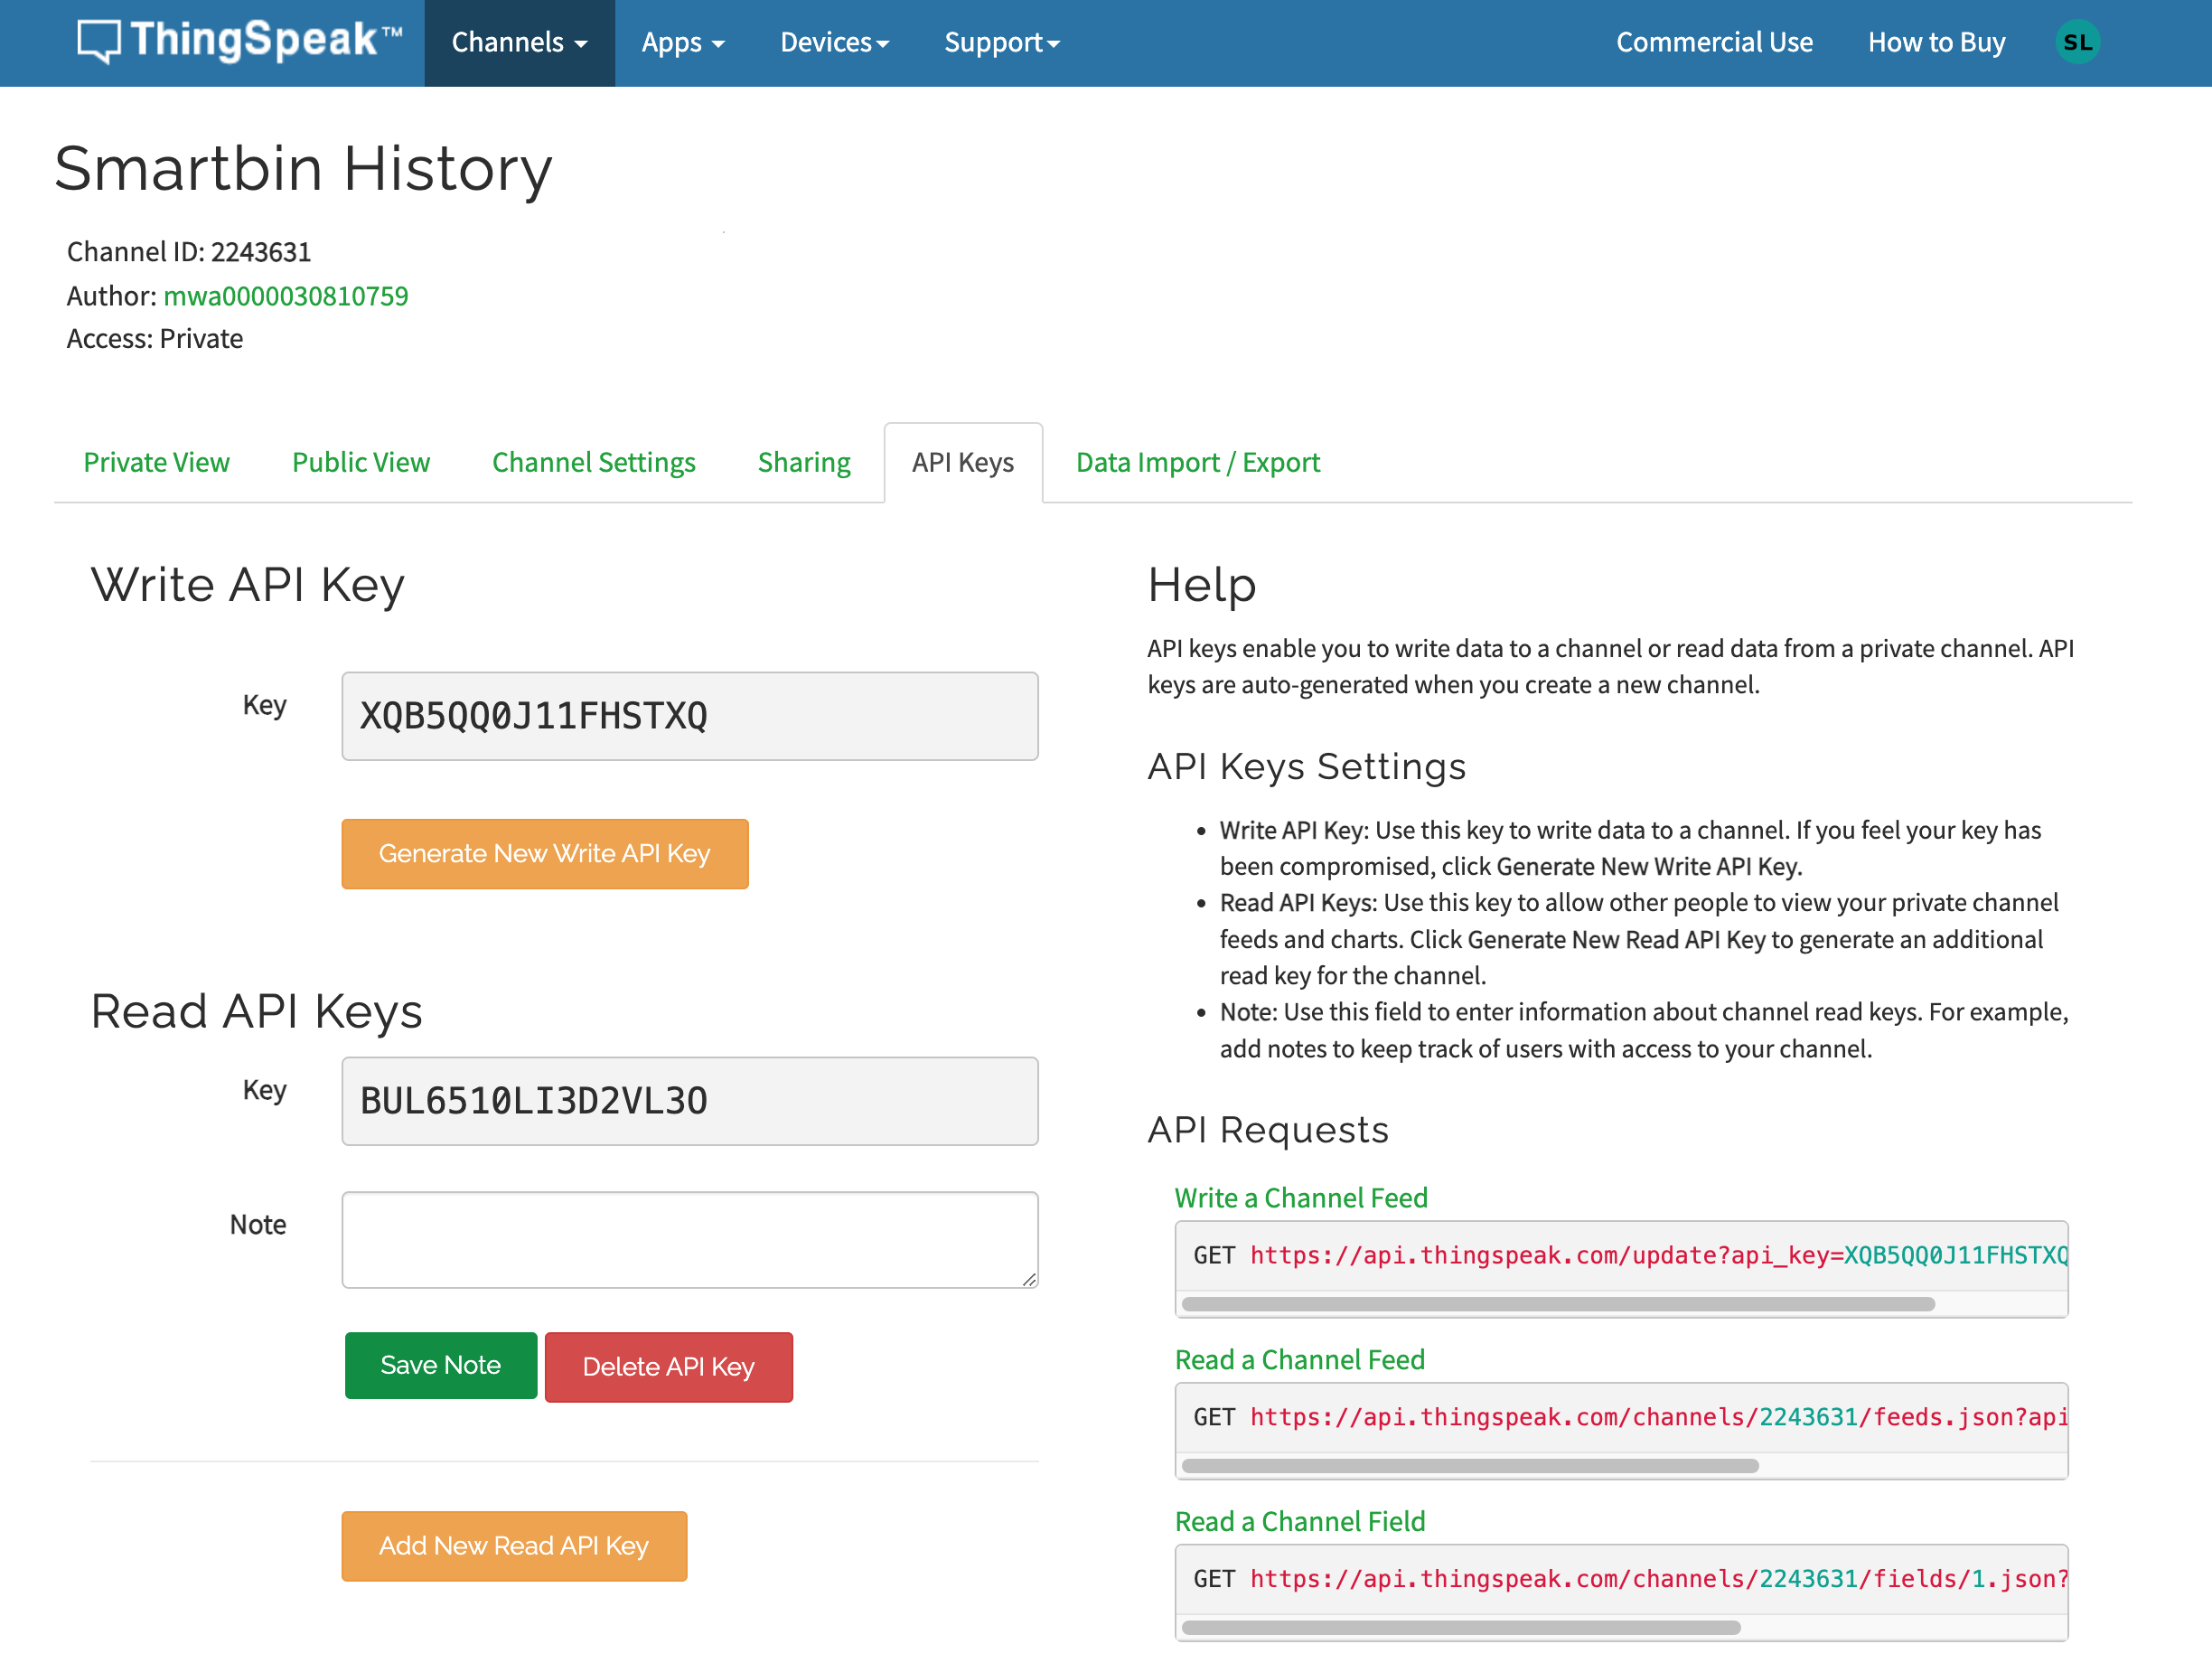 ThingSpeak™ Channels Apps Devices Support Commercial Use How to Buy SL
Smartbin History
Channel ID: 2243631
Author: mwa0000030810759
Access: Private
Private View Public View Channel Settings Sharing API Keys Data Import / Export
Write API Key
Key XQB5QQ0J11FHSTXQ
Generate New Write API Key
Read API Keys
Key BUL6510LI3D2VL3O
Note
Save Note Delete API Key
Add New Read API Key
Help
API keys enable you to write data to a channel or read data from a private channel. API
keys are auto-generated when you create a new channel.
API Keys Settings
• Write API Key: Use this key to write data to a channel. If you feel your key has
been compromised, click Generate New Write API Key.
• Read API Keys: Use this key to allow other people to view your private channel
feeds and charts. Click Generate New Read API Key to generate an additional
read key for the channel.
• Note: Use this field to enter information about channel read keys. For example,
add notes to keep track of users with access to your channel.
API Requests
Write a Channel Feed
GET https://api.thingspeak.com/update?api_key=XQB5QQ0J11FHSTXQ
Read a Channel Feed
GET https://api.thingspeak.com/channels/2243631/feeds.json?api
Read a Channel Field
GET https://api.thingspeak.com/channels/2243631/fields/1.json?